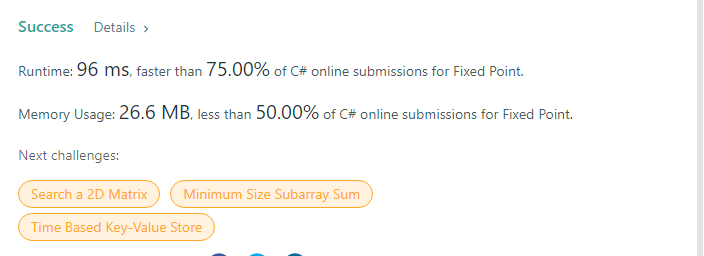 Success Details >
Runtime: 96 ms, faster than 75.00% of C# online submissions for Fixed Point.
Memory Usage: 26.6 MB, less than 50.00% of C# online submissions for Fixed Point.
Next challenges:
Search a 2D Matrix Minimum Size Subarray Sum
Time Based Key-Value Store